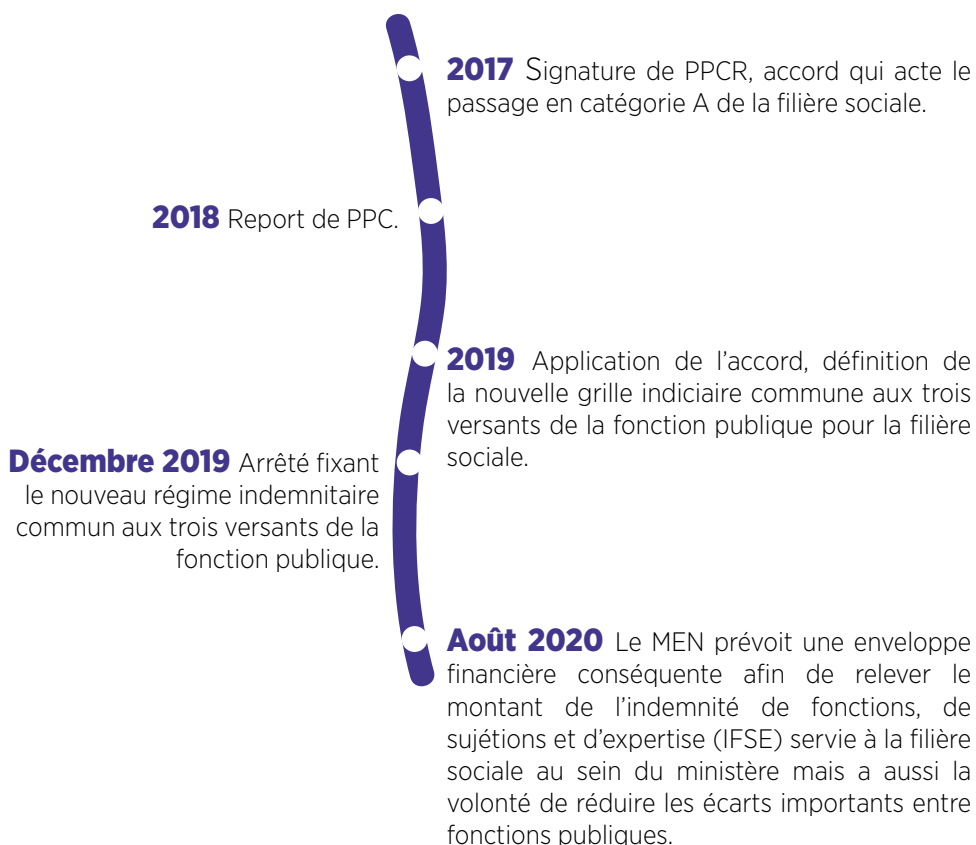 2017 Signature de PPCR, accord qui acte le
passage en catégorie A de la filière sociale.
2018 Report de PPC.
2019 Application de l’accord, définition de
la nouvelle grille indiciaire commune aux trois
versants de la fonction publique pour la filière
sociale.
Décembre 2019 Arrêté fixant
le nouveau régime indemnitaire
commun aux trois versants de la
fonction publique.
Août 2020 Le MEN prévoit une enveloppe
financière conséquente afin de relever le
montant de l’indemnité de fonctions, de
sujétions et d’expertise (IFSE) servie à la filière
sociale au sein du ministère mais a aussi la
volonté de réduire les écarts importants entre
fonctions publiques.